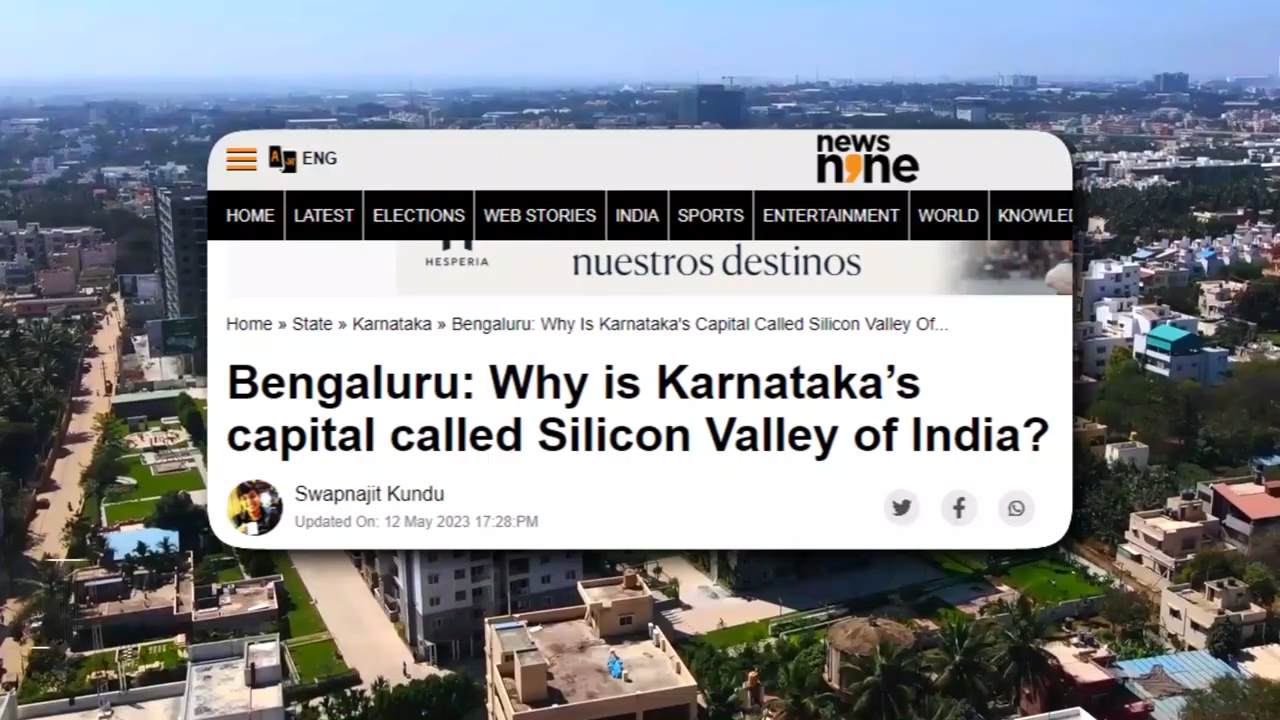 ENG
news
n9ne
HOME LATEST ELECTIONS WEB STORIES INDIA SPORTS ENTERTAINMENT WORLD KNOWLED
HESPERIA
nuestros destinos
Home » State » Karnataka » Bengaluru: Why Is Karnataka's Capital Called Silicon Valley Of...
Bengaluru: Why is Karnataka’s
capital called Silicon Valley of India?
Swapnajit Kundu
Updated On: 12 May 2023 17:28:PM